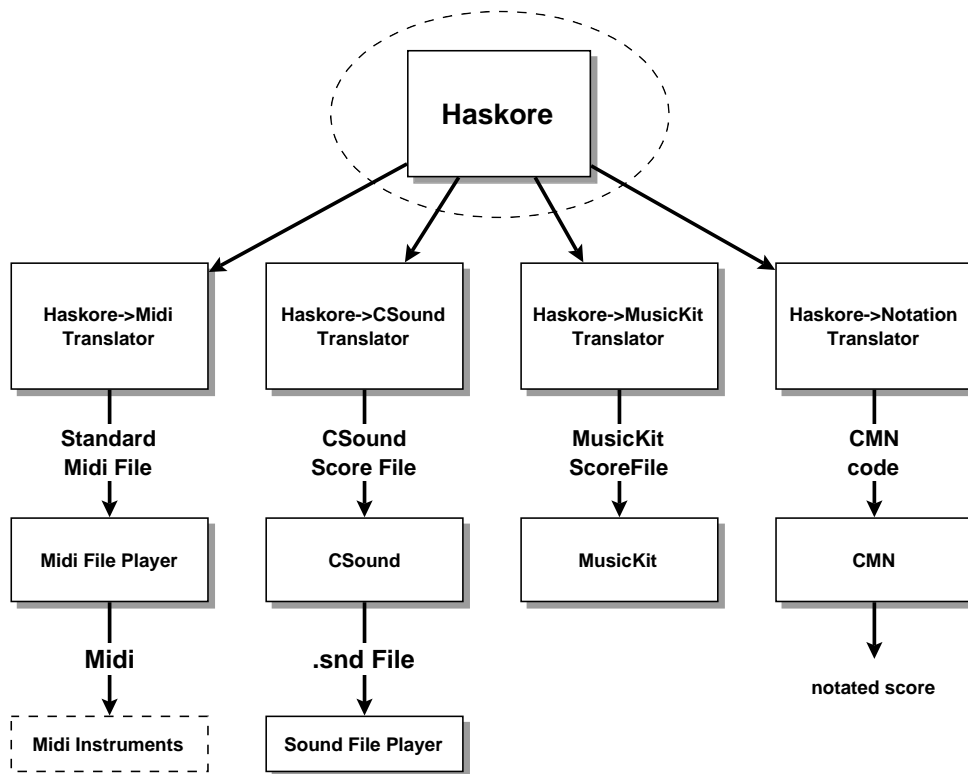 Haskore
Haskore->Midi
Translator
Haskore->CSound
Translator
Haskore->MusicKit
Translator
Haskore->Notation
Translator
Standard
Midi File
CSound
Score File
MusicKit
ScoreFile
CMN
code
Midi File Player
CSound
MusicKit
CMN
Midi
.snd File
notated score
Midi Instruments
Sound File Player